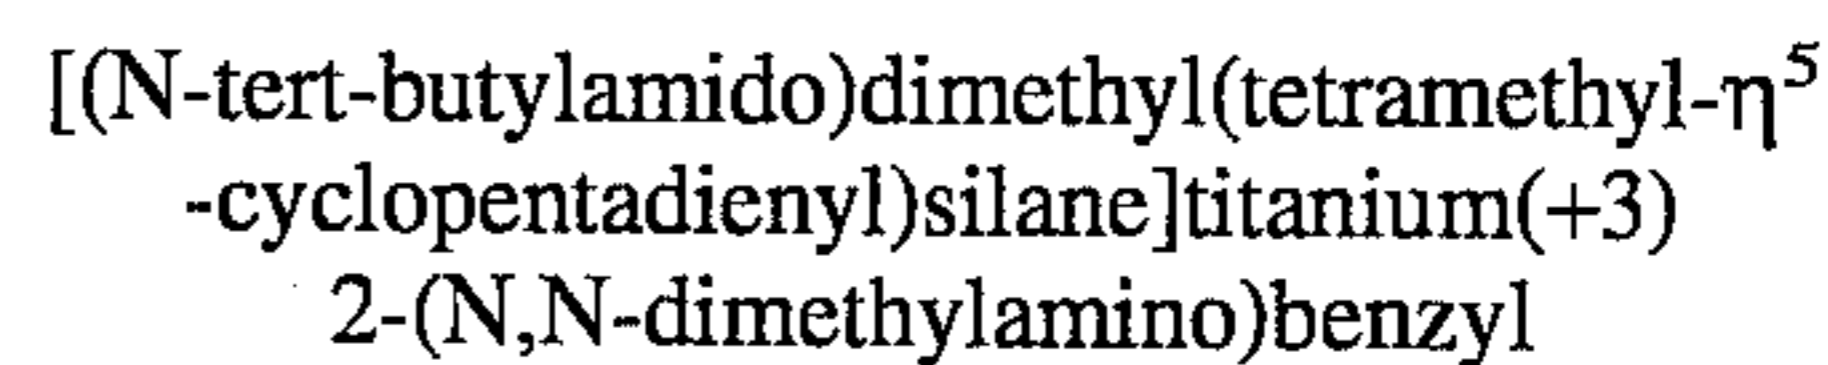 [(N-tert-butylamido)dimethyl(tetramethyl-η⁵
-cyclopentadienyl)silane]titanium(+3)
2-(N,N-dimethylamino)benzyl